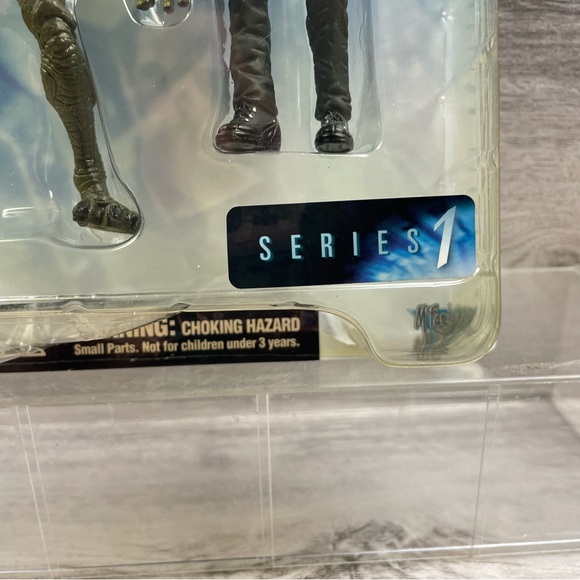 SERIES 1
CHOKING HAZARD
Small Parts. Not for children under 3 years.